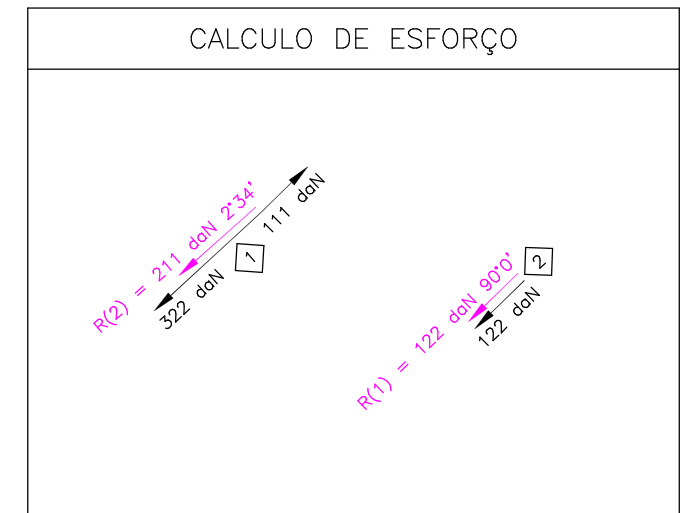 CALCULO DE ESFORÇO
R(2) = 211 daN 2°34'
111 daN
1
322 daN
R(1) = 122 daN 90°0'
2
122 daN